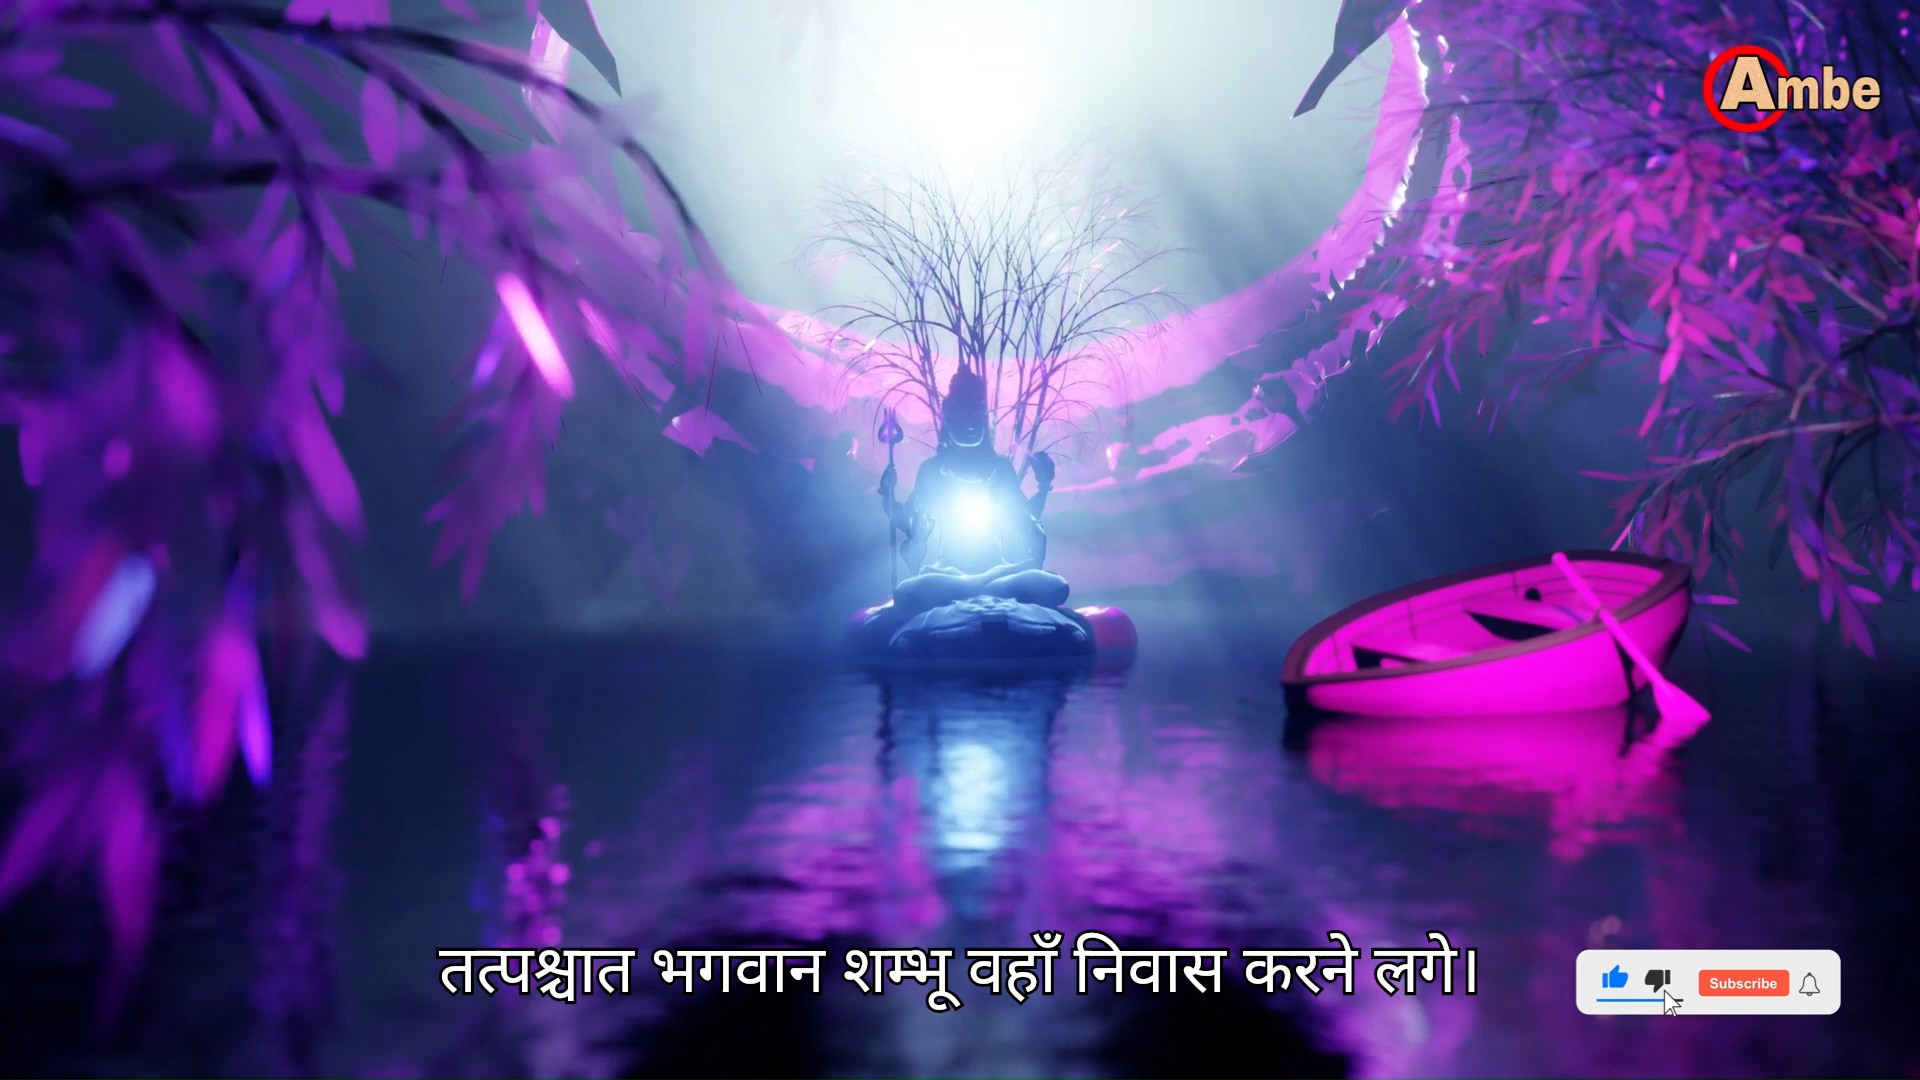 Ambe
तत्पश्चात भगवान शम्भू वहाँ निवास करने लगे।
Subscribe